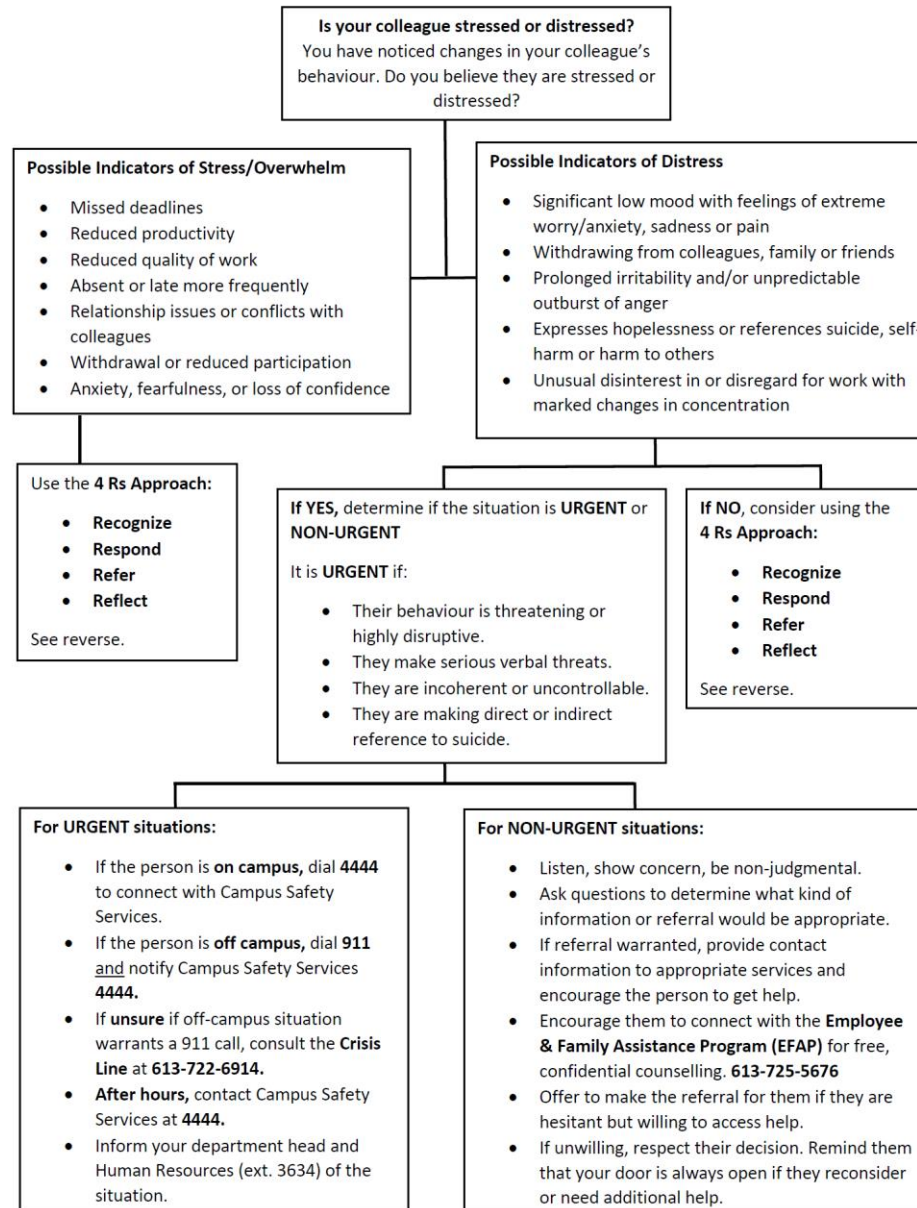 Is your colleague stressed or distressed?
You have noticed changes in your colleague's
behaviour. Do you believe they are stressed or
distressed?
Possible Indicators of Stress/Overwhelm
• Missed deadlines
• Reduced productivity
• Reduced quality of work
• Absent or late more frequently
• Relationship issues or conflicts with
colleagues
• Withdrawal or reduced participation
• Anxiety, fearfulness, or loss of confidence
Possible Indicators of Distress
• Significant low mood with feelings of extreme
worry/anxiety, sadness or pain
• Withdrawing from colleagues, family or friends
• Prolonged irritability and/or unpredictable
outburst of anger
• Expresses hopelessness or references suicide, self-
harm or harm to others
• Unusual disinterest in or disregard for work with
marked changes in concentration
Use the 4 Rs Approach:
• Recognize
• Respond
• Refer
• Reflect
See reverse.
If YES, determine if the situation is URGENT or
NON-URGENT
It is URGENT if:
• Their behaviour is threatening or
highly disruptive.
• They make serious verbal threats.
• They are incoherent or uncontrollable.
• They are making direct or indirect
reference to suicide.
If NO, consider using the
4 Rs Approach:
• Recognize
• Respond
• Refer
• Reflect
See reverse.
For URGENT situations:
• If the person is on campus, dial 4444
to connect with Campus Safety
Services.
• If the person is off campus, dial 911
and notify Campus Safety Services
4444.
• If unsure if off-campus situation
warrants a 911 call, consult the Crisis
Line at 613-722-6914.
• After hours, contact Campus Safety
Services at 4444.
• Inform your department head and
Human Resources (ext. 3634) of the
situation.
For NON-URGENT situations:
• Listen, show concern, be non-judgmental.
• Ask questions to determine what kind of
information or referral would be appropriate.
• If referral warranted, provide contact
information to appropriate services and
encourage the person to get help.
• Encourage them to connect with the Employee
& Family Assistance Program (EFAP) for free,
confidential counselling. 613-725-5676
• Offer to make the referral for them if they are
hesitant but willing to access help.
• If unwilling, respect their decision. Remind them
that your door is always open if they reconsider
or need additional help.